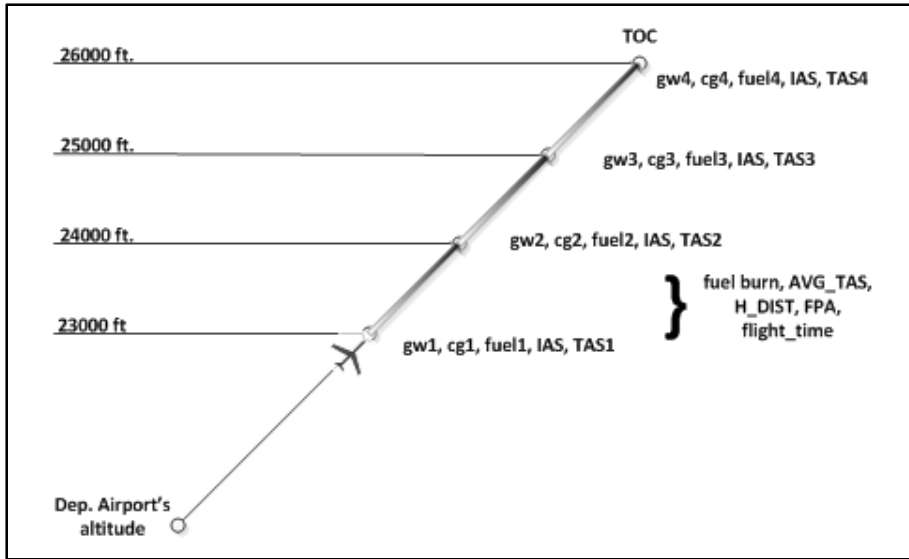 TOC
26000 ft.
gw4, cg4, fuel4, IAS, TAS4
25000 ft.
gw3, cg3, fuel3, IAS, TAS3
24000 ft.
gw2, cg2, fuel2, IAS, TAS2
fuel burn, AVG_TAS,
H_DIST, FPA,
flight_time
23000 ft
gw1, cg1, fuel1, IAS, TAS1
Dep. Airport's
altitude